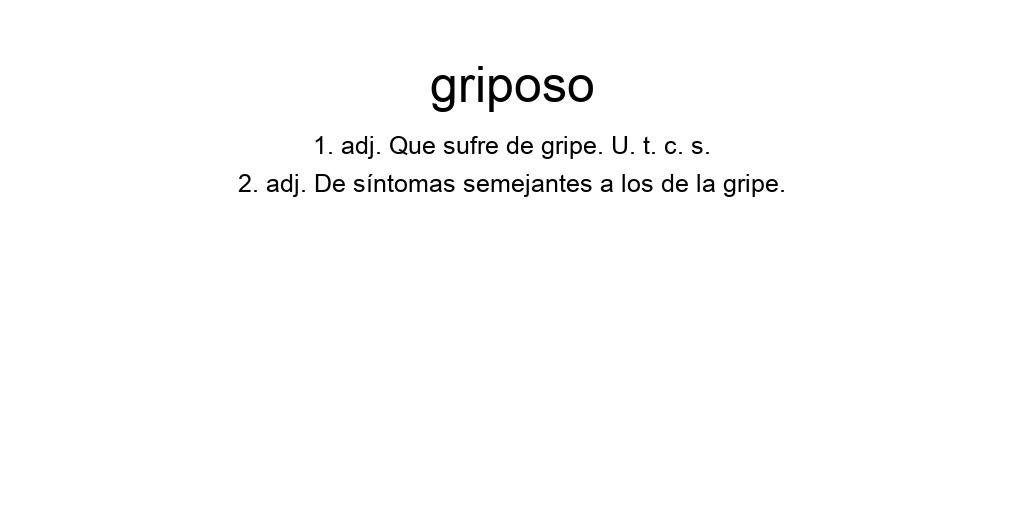 griposo
1. adj. Que sufre de gripe. U. t. c. s.
2. adj. De síntomas semejantes a los de la gripe.